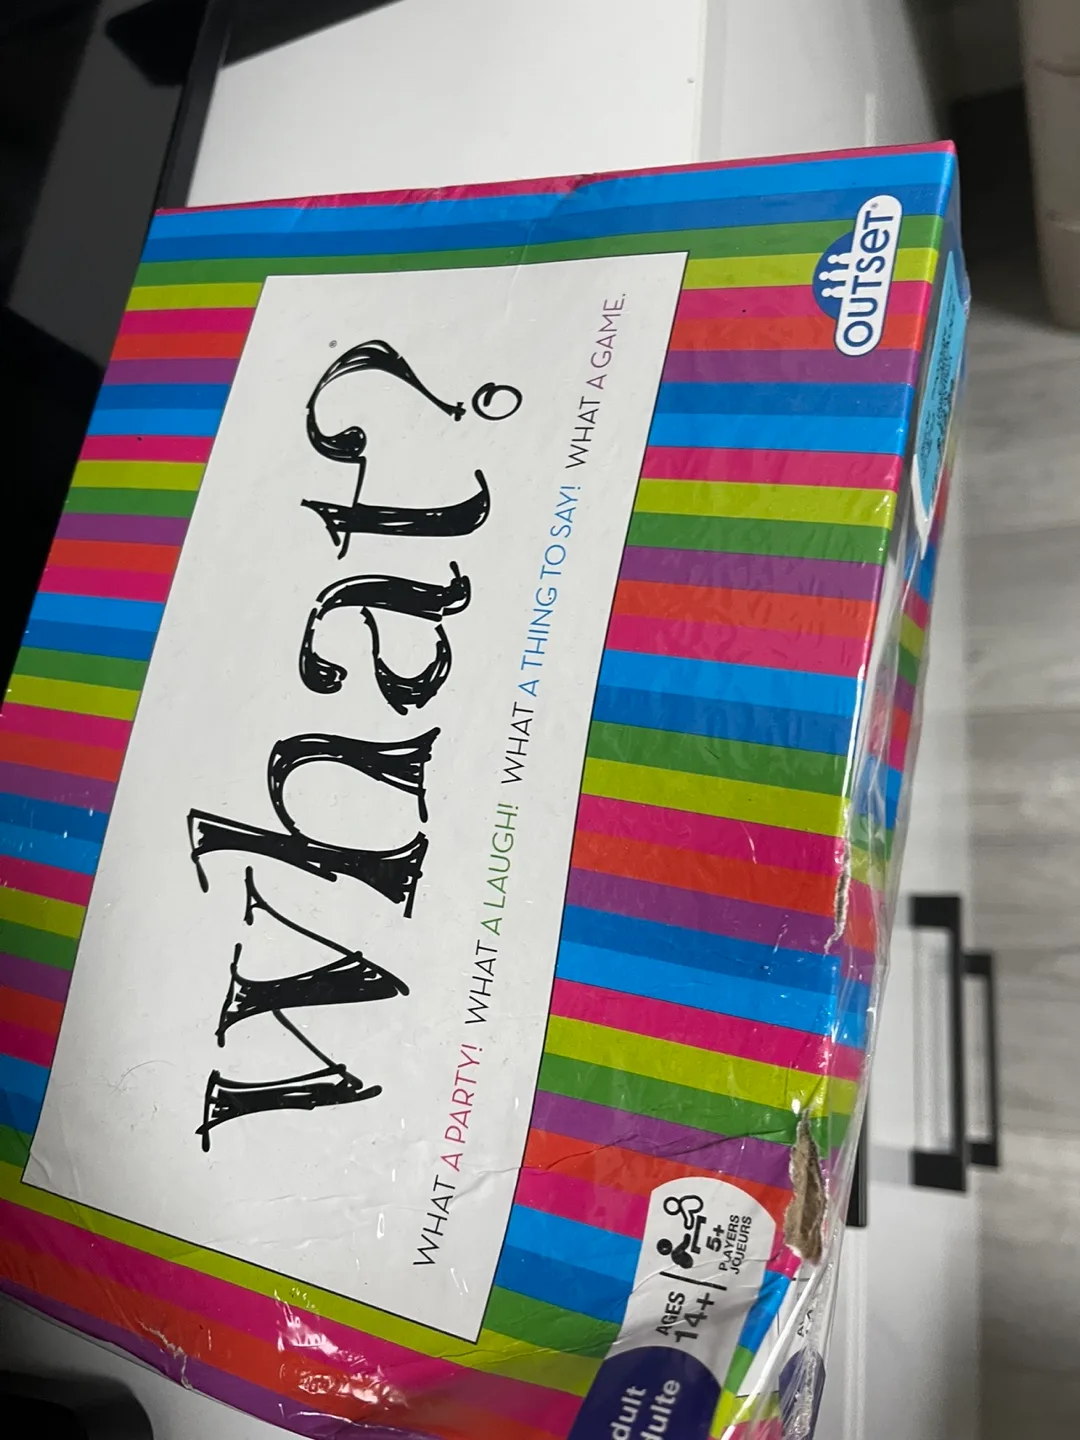 OUTSET
What?
WHAT A PARTY! WHAT A LAUGH! WHAT A THING TO SAY! WHAT A GAME.
AGES
14+
5+
PLAYERS
JOUEURS
dult
dulte